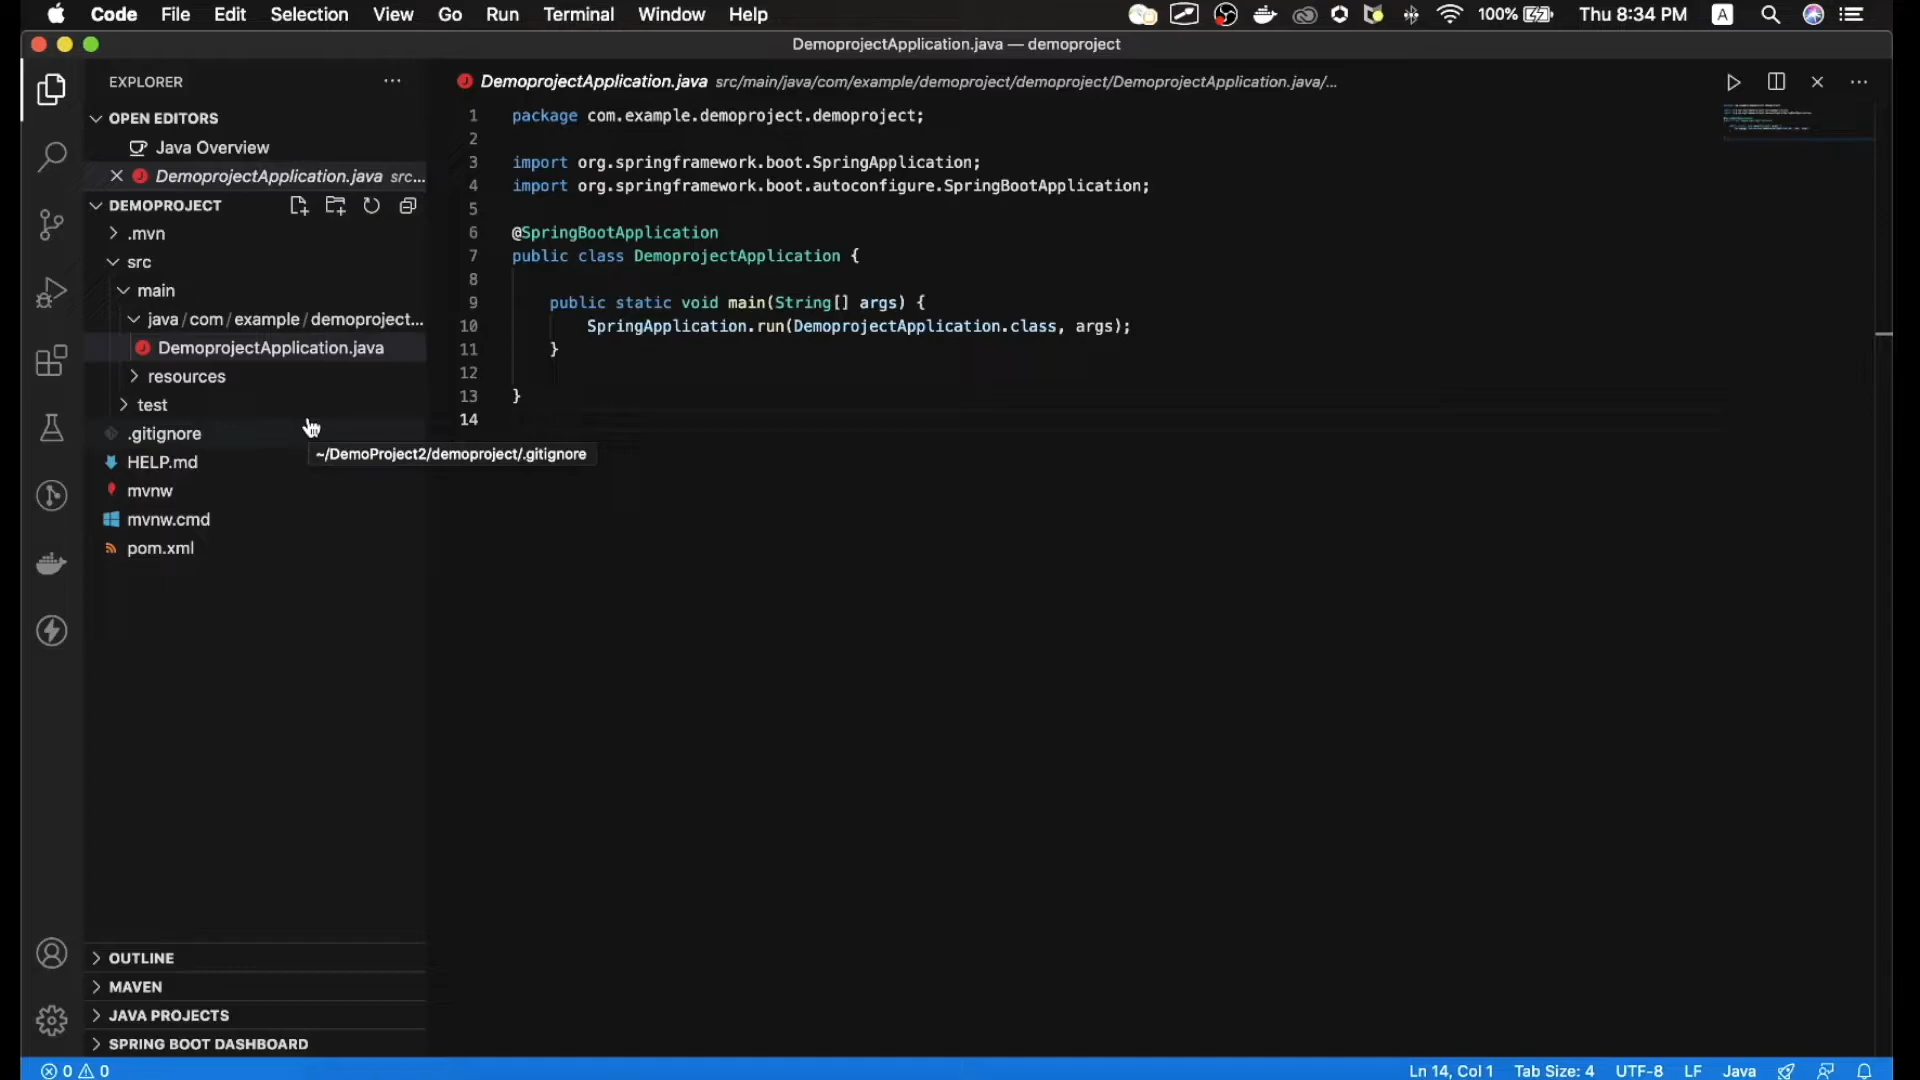 Code File Edit Selection View Go Run Terminal Window Help 100% Thu 8:34 PM A
DemoprojectApplication.java — demoproject
EXPLORER
OPEN EDITORS
Java Overview
DemoprojectApplication.java src...
DEMOPROJECT
.mvn
src
main
java / com / example / demoproject...
DemoprojectApplication.java
resources
test
.gitignore
HELP.md
mvnw
mvnw.cmd
pom.xml
~/DemoProject2/demoproject/.gitignore
OUTLINE
MAVEN
JAVA PROJECTS
SPRING BOOT DASHBOARD
DemoprojectApplication.java src/main/java/com/example/demoproject/demoproject/DemoprojectApplication.java/...
1 package com.example.demoproject.demoproject;
2
3 import org.springframework.boot.SpringApplication;
4 import org.springframework.boot.autoconfigure.SpringBootApplication;
5
6 @SpringBootApplication
7 public class DemoprojectApplication {
8
9 public static void main(String[] args) {
10 SpringApplication.run(DemoprojectApplication.class, args);
11 }
12
13 }
14
0 0 Ln 14, Col 1 Tab Size: 4 UTF-8 LF Java